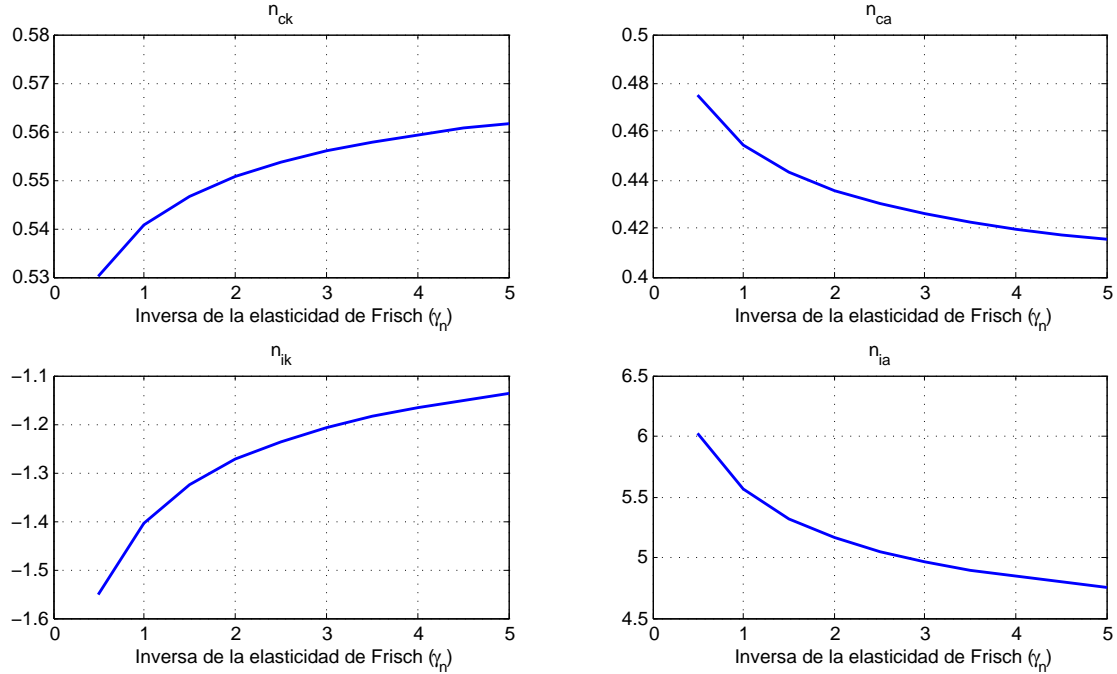 n_ck
0.58
0.57
0.56
0.55
0.54
0.53
0 1 2 3 4 5
Inversa de la elasticidad de Frisch (γ_n)
n_ca
0.5
0.48
0.46
0.44
0.42
0.4
0 1 2 3 4 5
Inversa de la elasticidad de Frisch (γ_n)
n_ik
−1.1
−1.2
−1.3
−1.4
−1.5
−1.6
0 1 2 3 4 5
Inversa de la elasticidad de Frisch (γ_n)
n_ia
6.5
6
5.5
5
4.5
0 1 2 3 4 5
Inversa de la elasticidad de Frisch (γ_n)